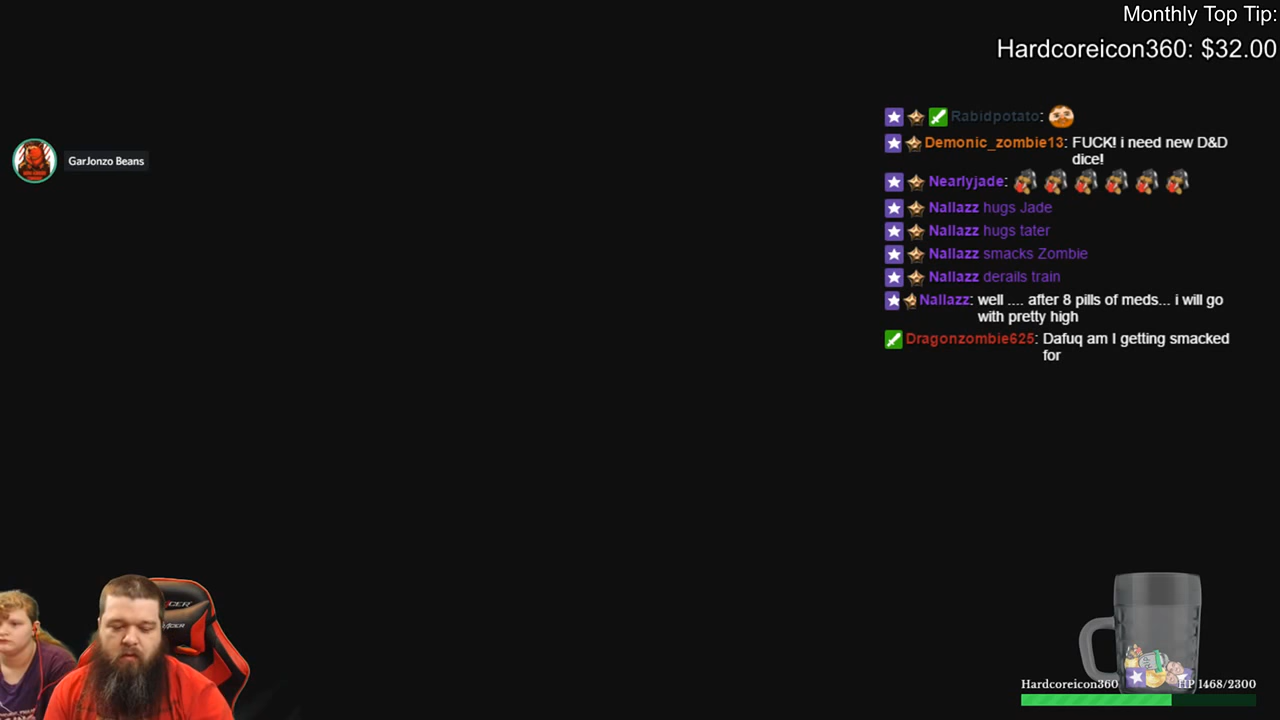 Monthly Top Tip:
Hardcoreicon360: $32.00
GarJonzo Beans
Rabidpotato:
Demonic_zombie13: FUCK! i need new D&D
dice!
Nearlyjade:
Nallazz hugs Jade
Nallazz hugs tater
Nallazz smacks Zombie
Nallazz derails train
Nallazz: well .... after 8 pills of meds... i will go
with pretty high
Dragonzombie625: Dafuq am I getting smacked
for
Hardcoreicon360 HP 1468/2300